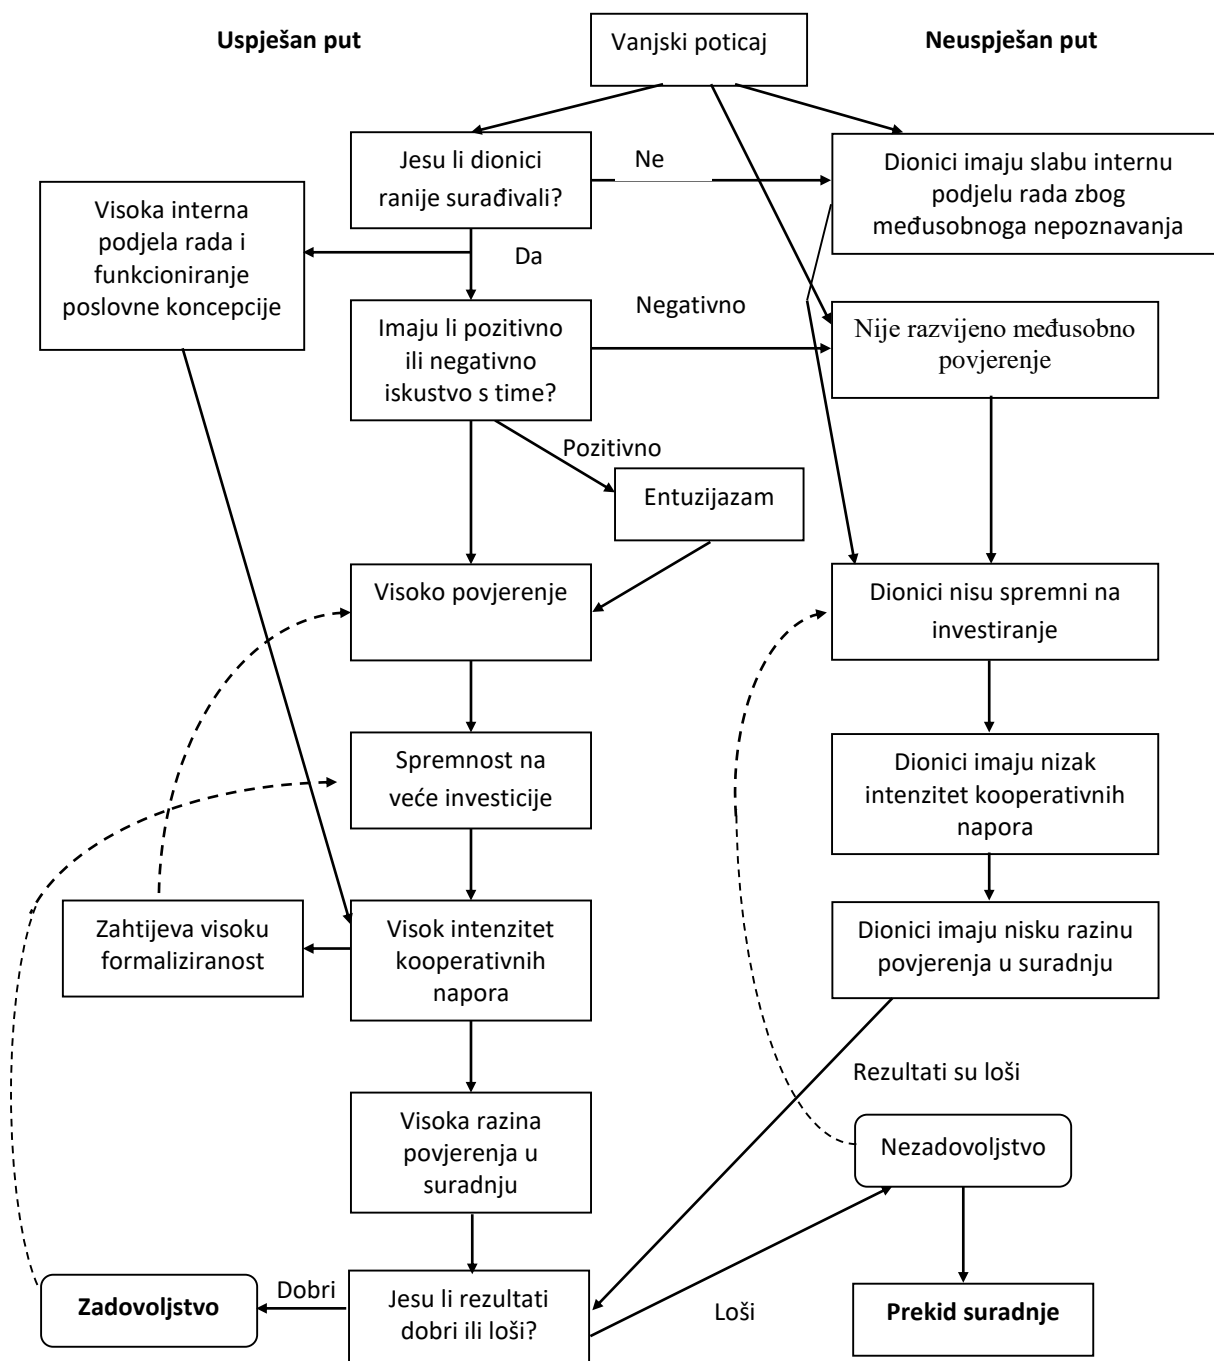 Uspješan put
Vanjski poticaj
Neuspješan put
Jesu li dionici
ranije surađivali?
Ne
Dionici imaju slabu internu
podjelu rada zbog
međusobnoga nepoznavanja
Visoka interna
podjela rada i
funkcioniranje
poslovne koncepcije
Da
Imaju li pozitivno
ili negativno
iskustvo s time?
Negativno
Nije razvijeno međusobno
povjerenje
Pozitivno
Entuzijazam
Visoko povjerenje
Dionici nisu spremni na
investiranje
Spremnost na
veće investicije
Dionici imaju nizak
intenzitet kooperativnih
napora
Zahtijeva visoku
formaliziranost
Visok intenzitet
kooperativnih
napora
Dionici imaju nisku razinu
povjerenja u suradnju
Rezultati su loši
Visoka razina
povjerenja u
suradnju
Nezadovoljstvo
Zadovoljstvo
Dobri
Jesu li rezultati
dobri ili loši?
Loši
Prekid suradnje